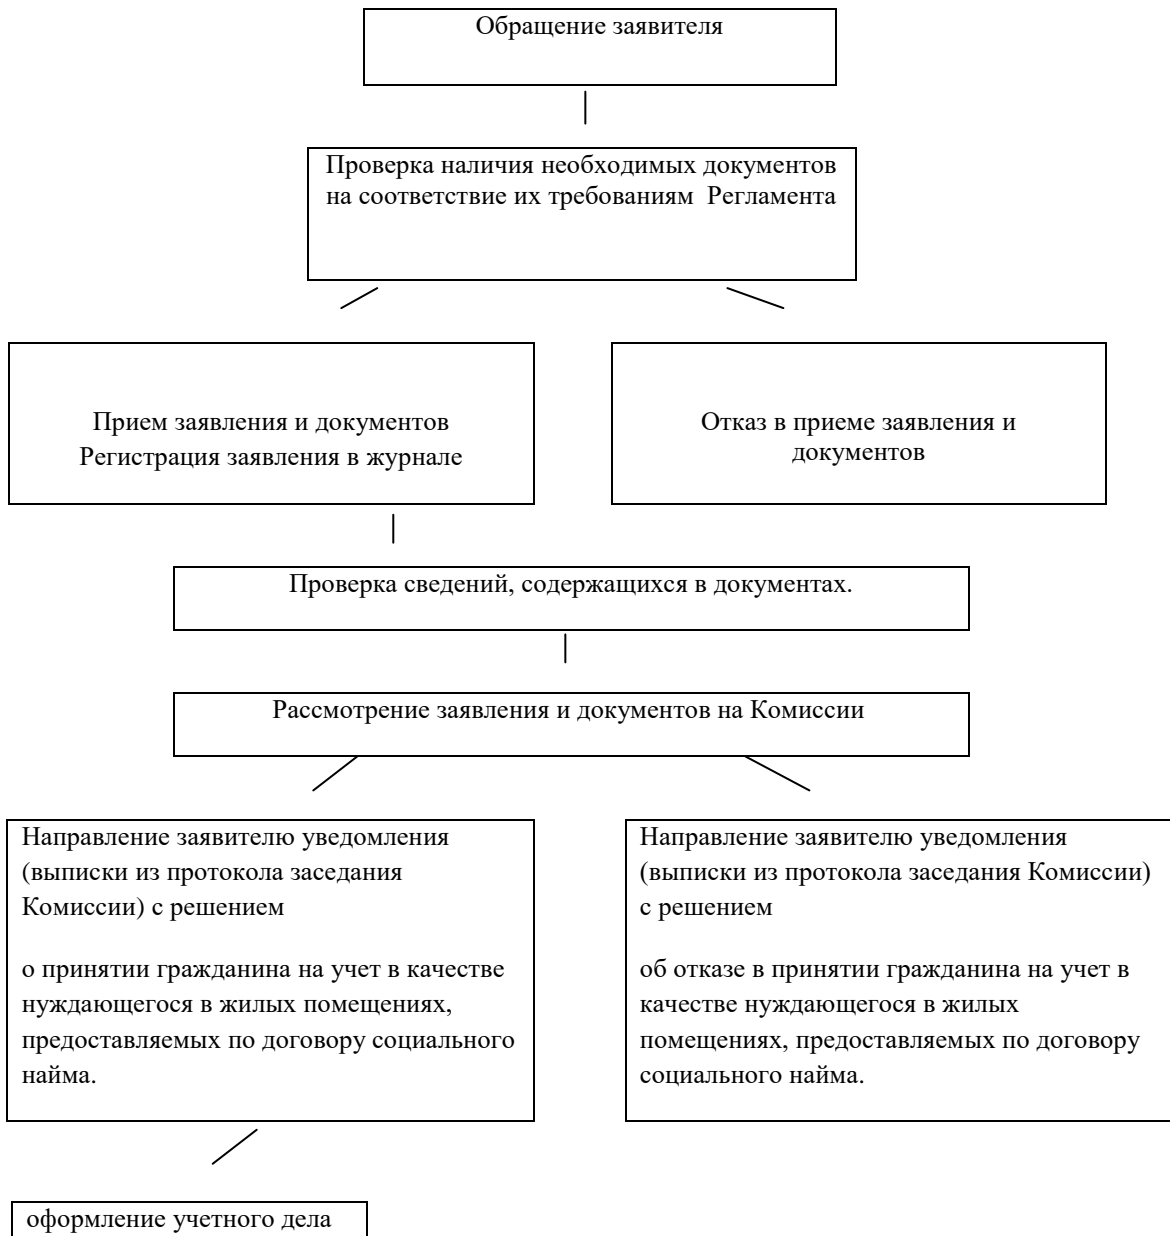 Обращение заявителя
Проверка наличия необходимых документов
на соответствие их требованиям Регламента
Прием заявления и документов
Регистрация заявления в журнале
Отказ в приеме заявления и
документов
Проверка сведений, содержащихся в документах.
Рассмотрение заявления и документов на Комиссии
Направление заявителю уведомления
(выписки из протокола заседания
Комиссии) с решением
о принятии гражданина на учет в качестве
нуждающегося в жилых помещениях,
предоставляемых по договору социального
найма.
Направление заявителю уведомления
(выписки из протокола заседания Комиссии)
с решением
об отказе в принятии гражданина на учет в
качестве нуждающегося в жилых
помещениях, предоставляемых по договору
социального найма.
оформление учетного дела